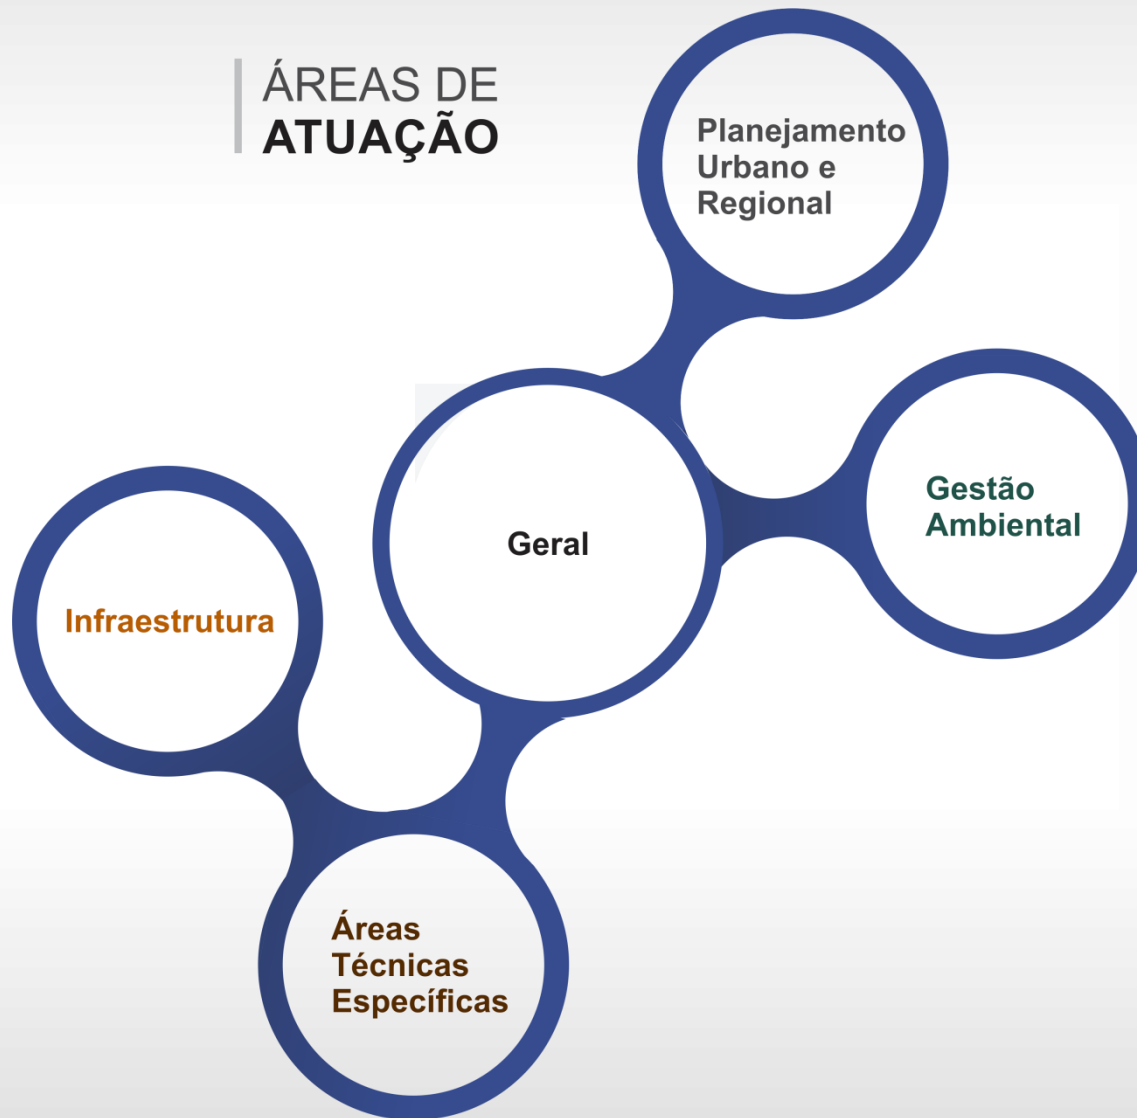 ÁREAS DE
ATUAÇÃO
Planejamento
Urbano e
Regional
Gestão
Ambiental
Geral
Infraestrutura
Áreas
Técnicas
Específicas